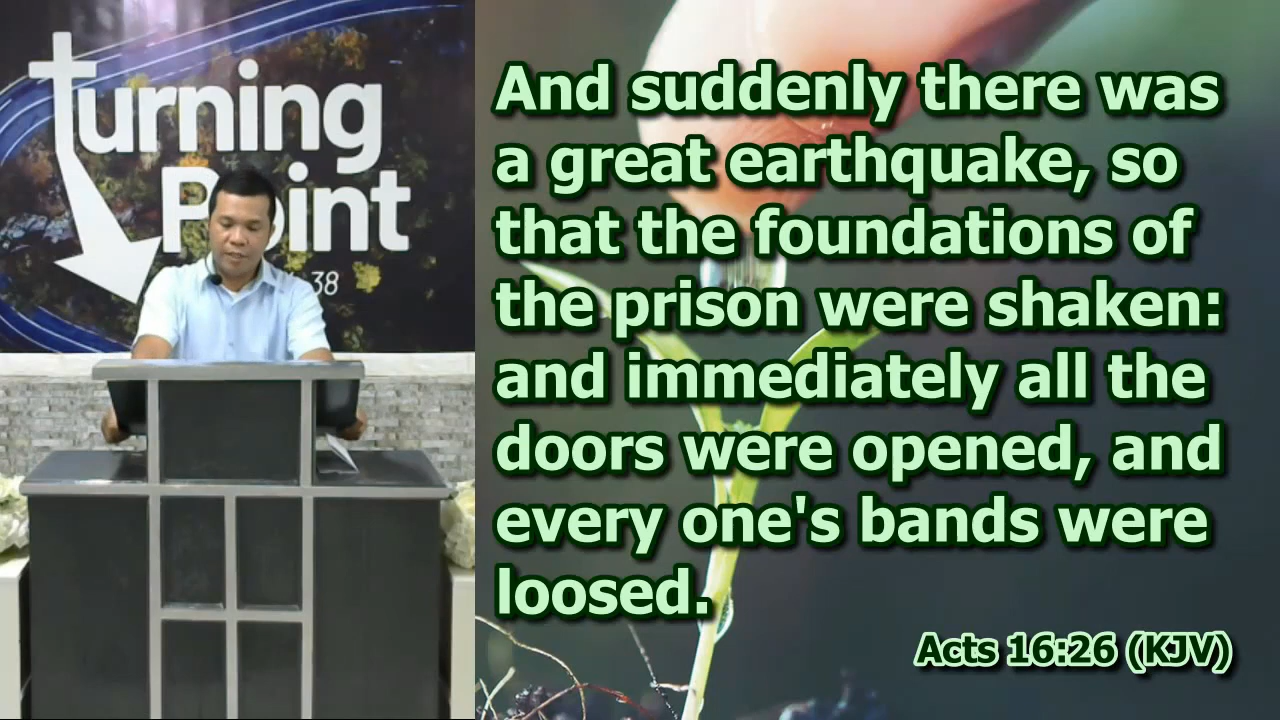 turning
Point
38
And suddenly there was
a great earthquake, so
that the foundations of
the prison were shaken:
and immediately all the
doors were opened, and
every one's bands were
loosed.
Acts 16:26 (KJV)